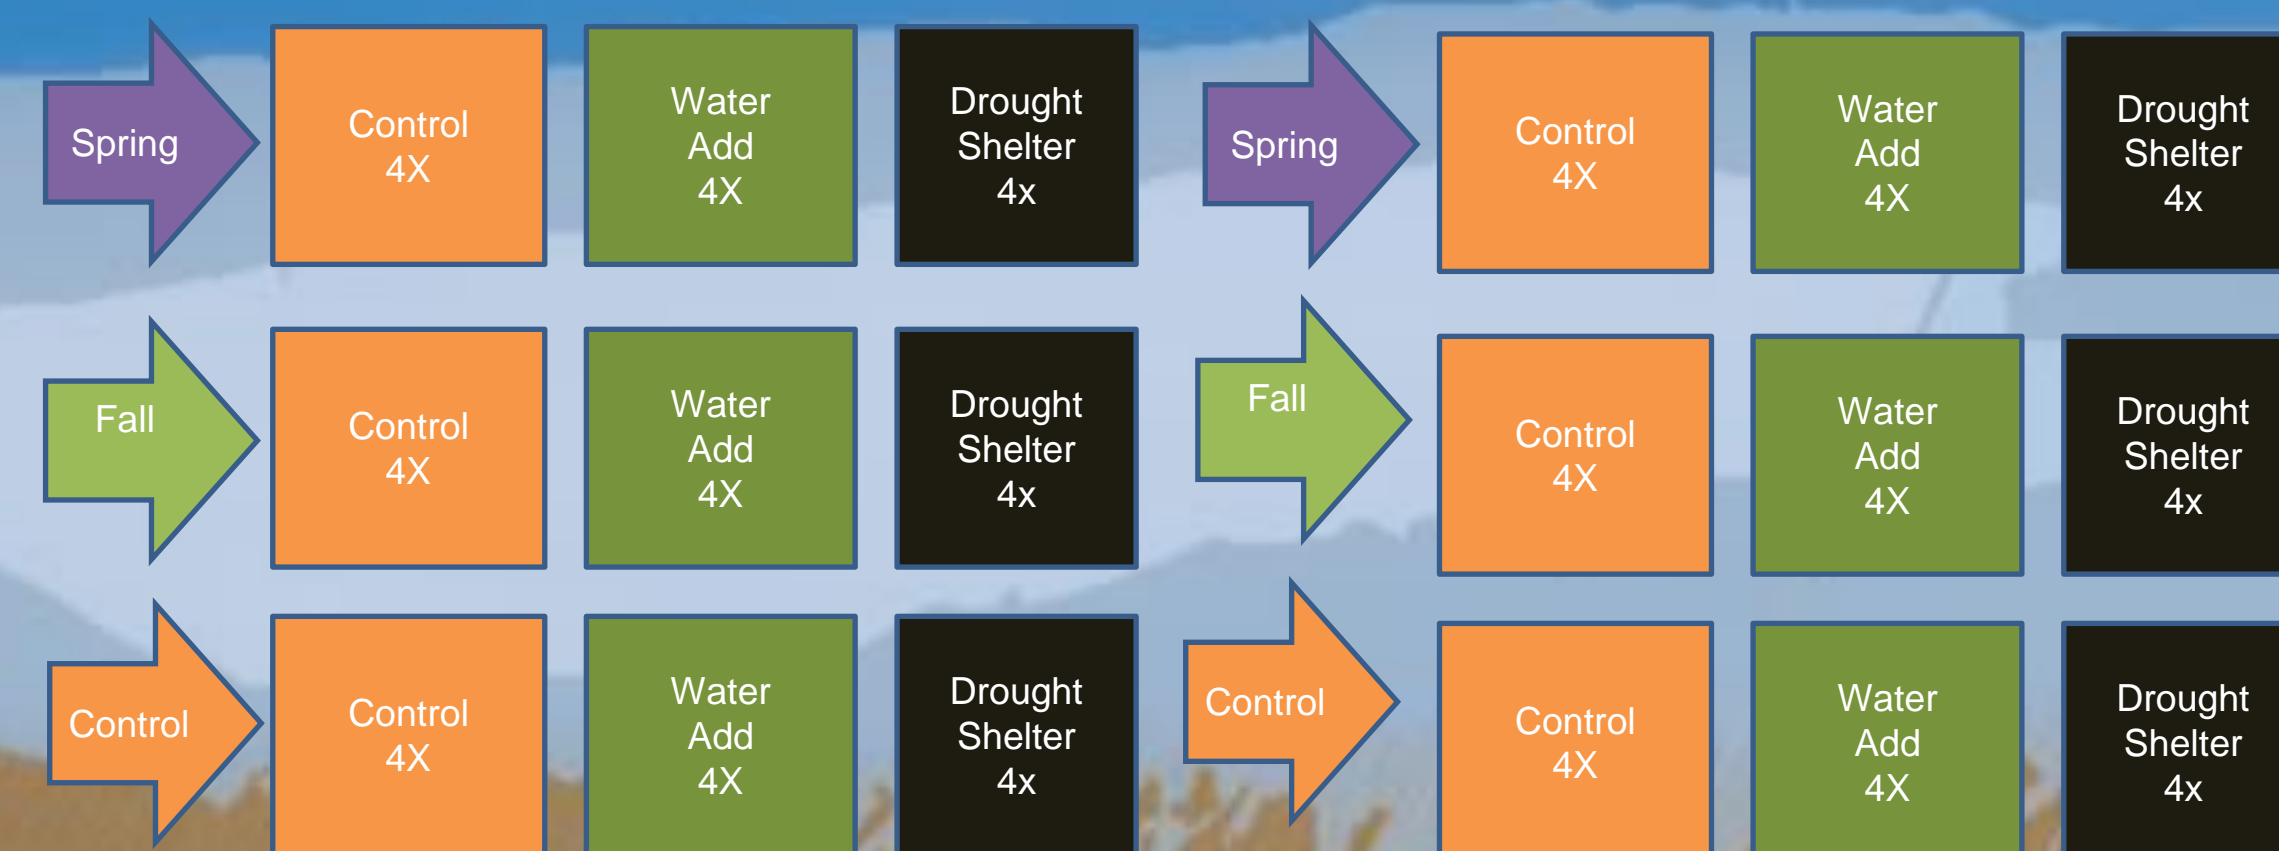 Spring
Control
4X
Water
Add
4X
Drought
Shelter
4x
Spring
Control
4X
Water
Add
4X
Drought
Shelter
4x
Fall
Control
4X
Water
Add
4X
Drought
Shelter
4x
Fall
Control
4X
Water
Add
4X
Drought
Shelter
4x
Control
Control
4X
Water
Add
4X
Drought
Shelter
4x
Control
Control
4X
Water
Add
4X
Drought
Shelter
4x